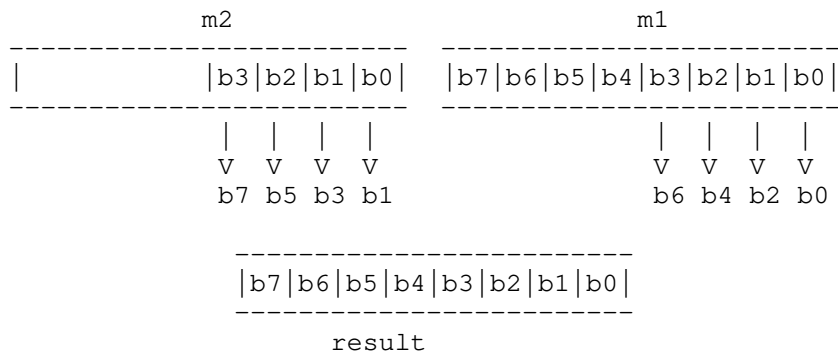 m2 m1
--------------------------- ---------------------------
| |b3|b2|b1|b0| |b7|b6|b5|b4|b3|b2|b1|b0|
--------------------------- ---------------------------
| | | | | | | |
V V V V V V V V
b7 b5 b3 b1 b6 b4 b2 b0
-------------------------
|b7|b6|b5|b4|b3|b2|b1|b0|
-------------------------
result